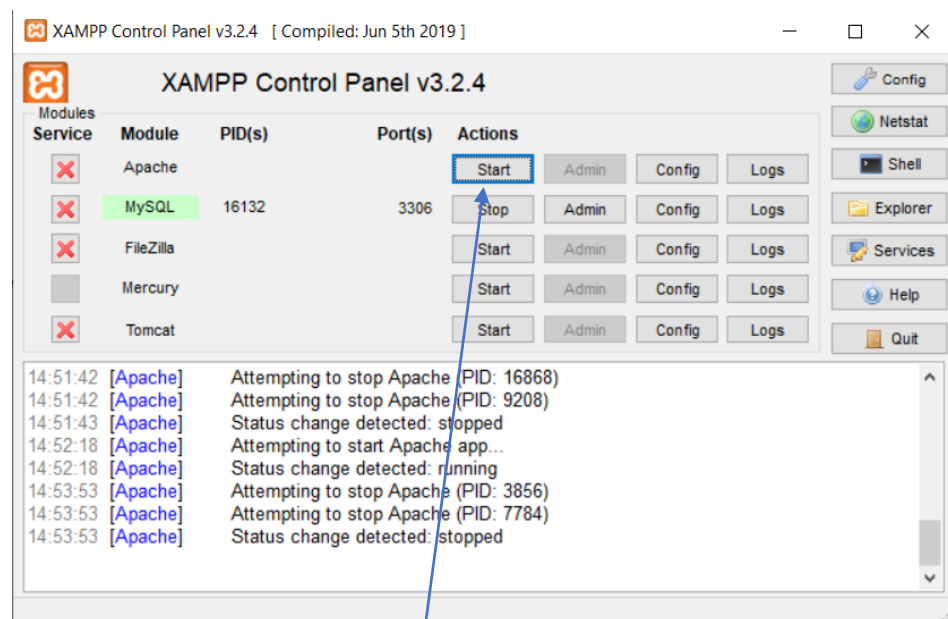 XAMPP Control Panel v3.2.4 [ Compiled: Jun 5th 2019 ]
XAMPP Control Panel v3.2.4
Config
Modules
Service Module PID(s) Port(s) Actions
Netstat
Apache Start Admin Config Logs
Shell
MySQL 16132 3306 Stop Admin Config Logs
Explorer
FileZilla Start Admin Config Logs
Services
Mercury Start Admin Config Logs
Help
Tomcat Start Admin Config Logs
Quit
14:51:42 [Apache] Attempting to stop Apache (PID: 16868)
14:51:42 [Apache] Attempting to stop Apache (PID: 9208)
14:51:43 [Apache] Status change detected: stopped
14:52:18 [Apache] Attempting to start Apache app...
14:52:18 [Apache] Status change detected: running
14:53:53 [Apache] Attempting to stop Apache (PID: 3856)
14:53:53 [Apache] Attempting to stop Apache (PID: 7784)
14:53:53 [Apache] Status change detected: stopped